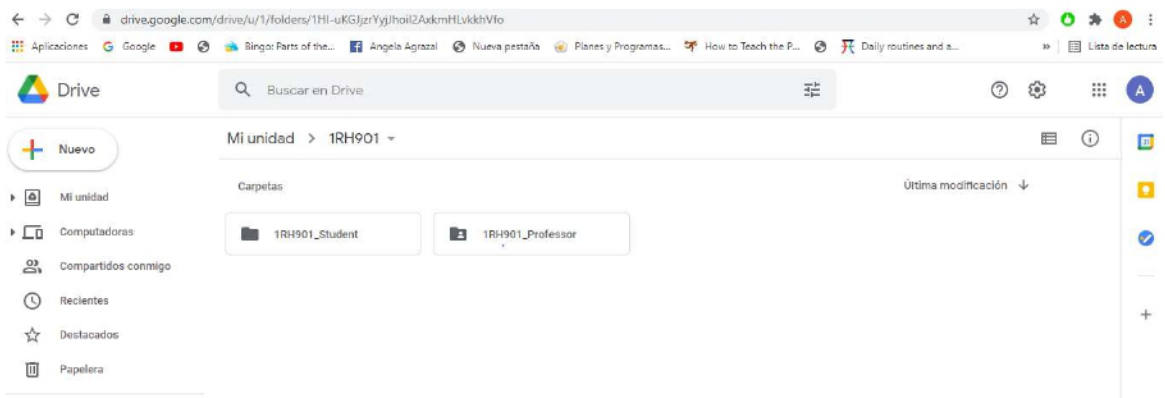 drive.google.com/drive/u/1/folders/1HI-uKGJjzrYyjJhoil2AxkmHLvkkhVfo
Aplicaciones Google Bingo: Parts of the... Angela Agrazal Nueva pestaña Planes y Programas... How to Teach the P... Daily routines and a... » Lista de lectura
Drive Buscar en Drive A
Nuevo
Mi unidad > 1RH901
Mi unidad
Computadoras
Compartidos conmigo
Recientes
Destacados
Papelera
Carpetas Última modificación
1RH901_Student 1RH901_Professor